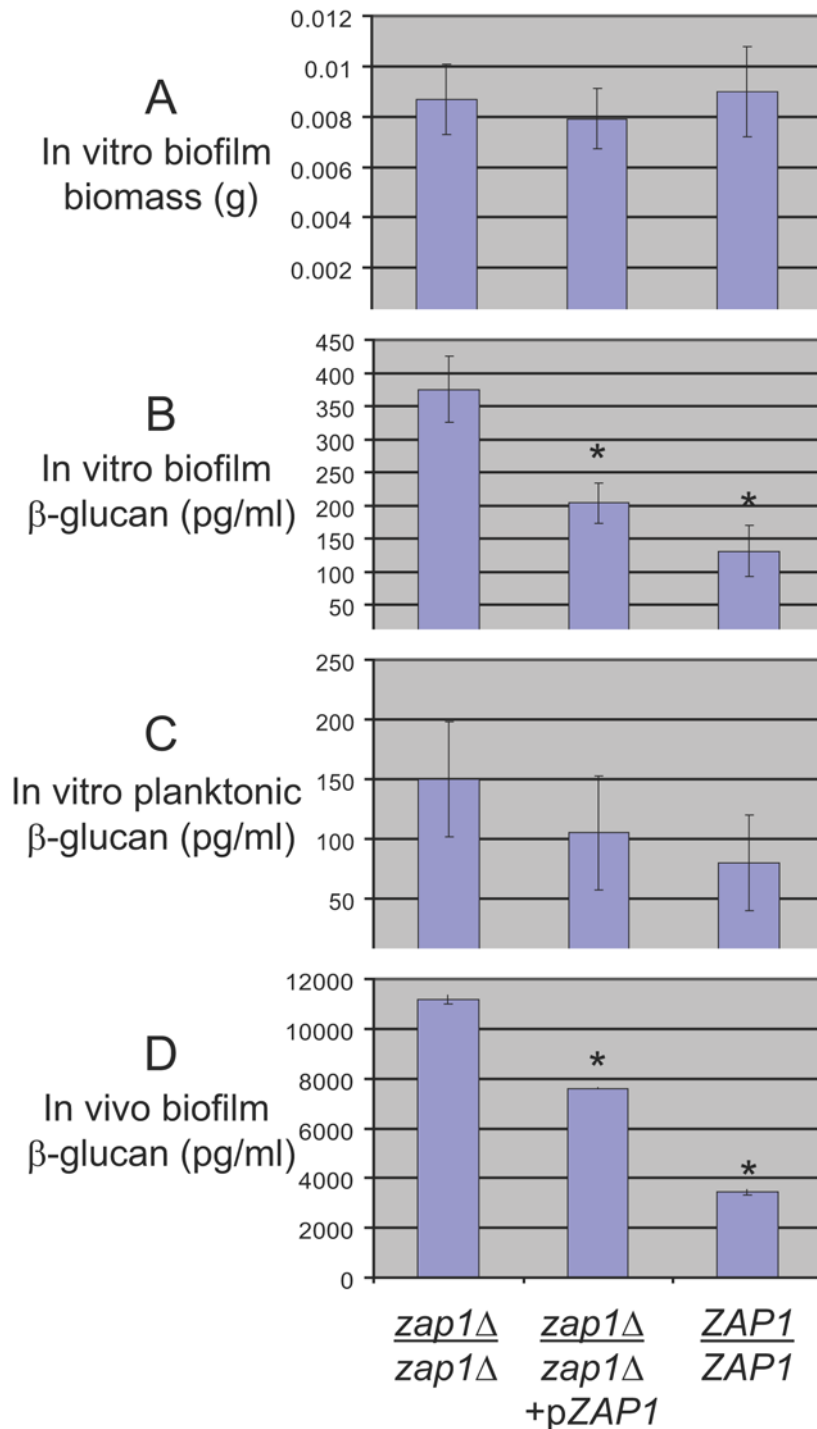 A
In vitro biofilm
biomass (g)
0.012
0.01
0.008
0.006
0.004
0.002
B
In vitro biofilm
β-glucan (pg/ml)
450
400
350
300
250
200
150
100
50
*
*
C
In vitro planktonic
β-glucan (pg/ml)
250
200
150
100
50
D
In vivo biofilm
β-glucan (pg/ml)
12000
10000
8000
6000
4000
2000
0
*
*
zap1Δ
zap1Δ
zap1Δ
zap1Δ
+pZAP1
ZAP1
ZAP1